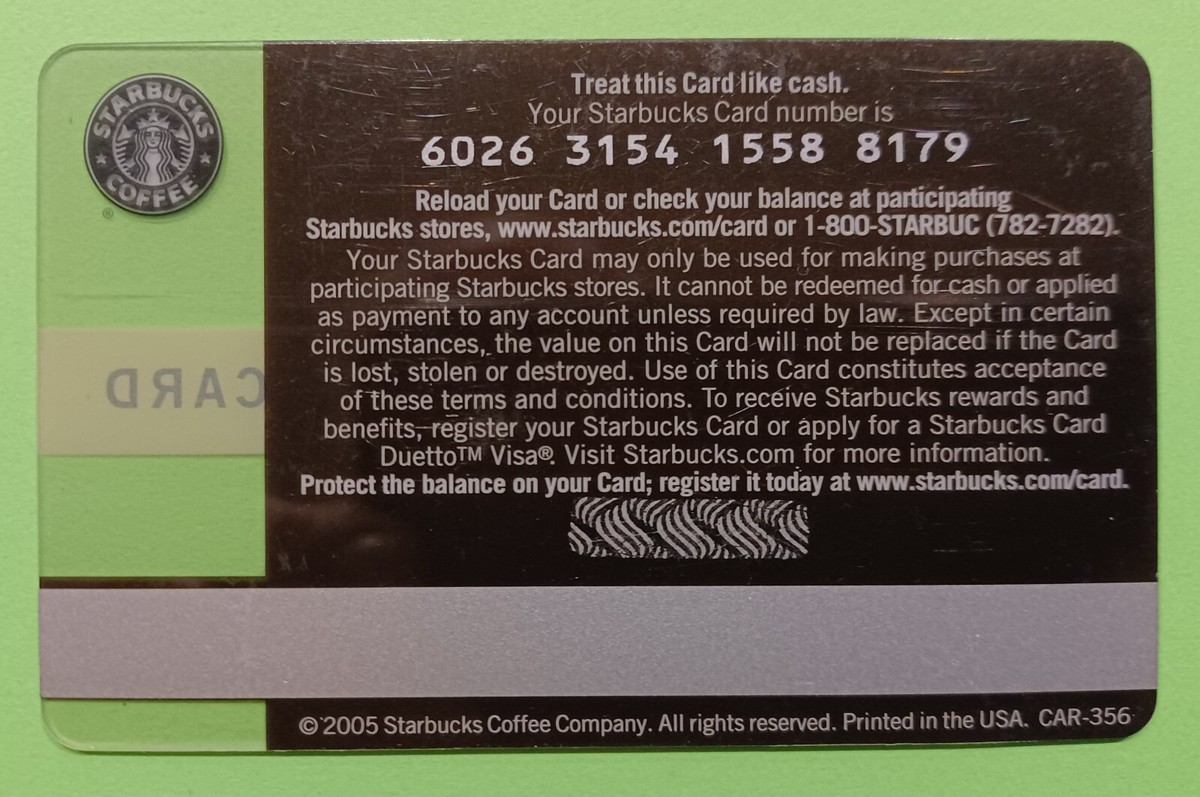 STARBUCKS
COFFEE
®
CARD
Treat this Card like cash.
Your Starbucks Card number is
6026 3154 1558 8179
Reload your Card or check your balance at participating
Starbucks stores, www.starbucks.com/card or 1-800-STARBUC (782-7282).
Your Starbucks Card may only be used for making purchases at
participating Starbucks stores. It cannot be redeemed for cash or applied
as payment to any account unless required by law. Except in certain
circumstances, the value on this Card will not be replaced if the Card
is lost, stolen or destroyed. Use of this Card constitutes acceptance
of these terms and conditions. To receive Starbucks rewards and
benefits, register your Starbucks Card or apply for a Starbucks Card
Duetto™ Visa®. Visit Starbucks.com for more information.
Protect the balance on your Card; register it today at www.starbucks.com/card.
©2005 Starbucks Coffee Company. All rights reserved. Printed in the USA. CAR-356